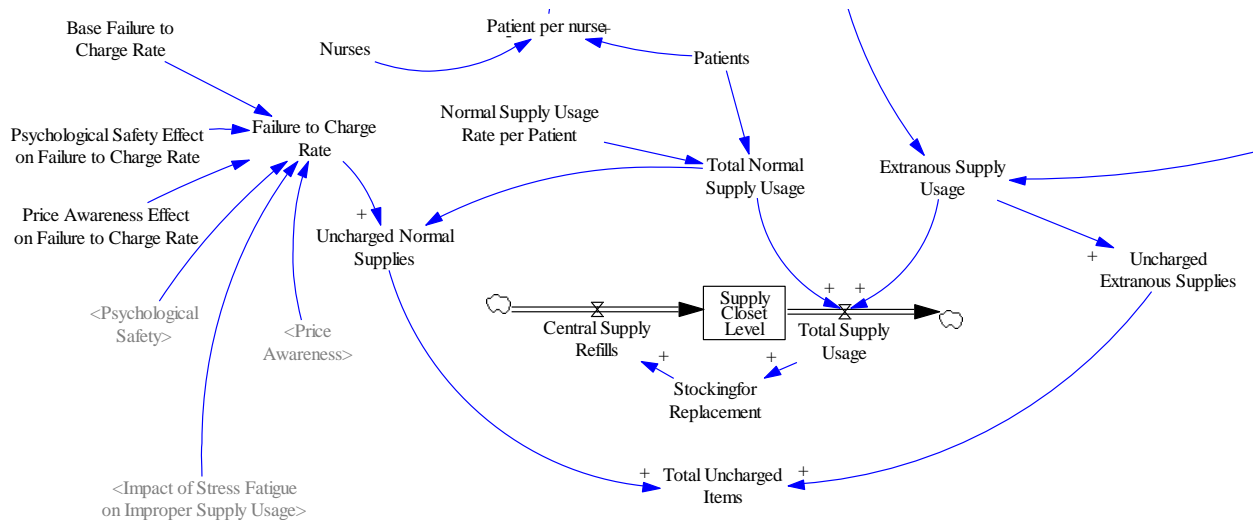 Base Failure to
Charge Rate
Nurses
Patient per nurse
-
+
Patients
Psychological Safety Effect
on Failure to Charge Rate
Failure to Charge
Rate
Normal Supply Usage
Rate per Patient
Total Normal
Supply Usage
Extranous Supply
Usage
Price Awareness Effect
on Failure to Charge Rate
+
Uncharged Normal
Supplies
+
Uncharged
Extranous Supplies
<Psychological
Safety>
<Price
Awareness>
Central Supply
Refills
Supply
Closet
Level
+
+
Total Supply
Usage
+
+
Stockingfor
Replacement
<Impact of Stress Fatigue
on Improper Supply Usage>
+
+
Total Uncharged
Items